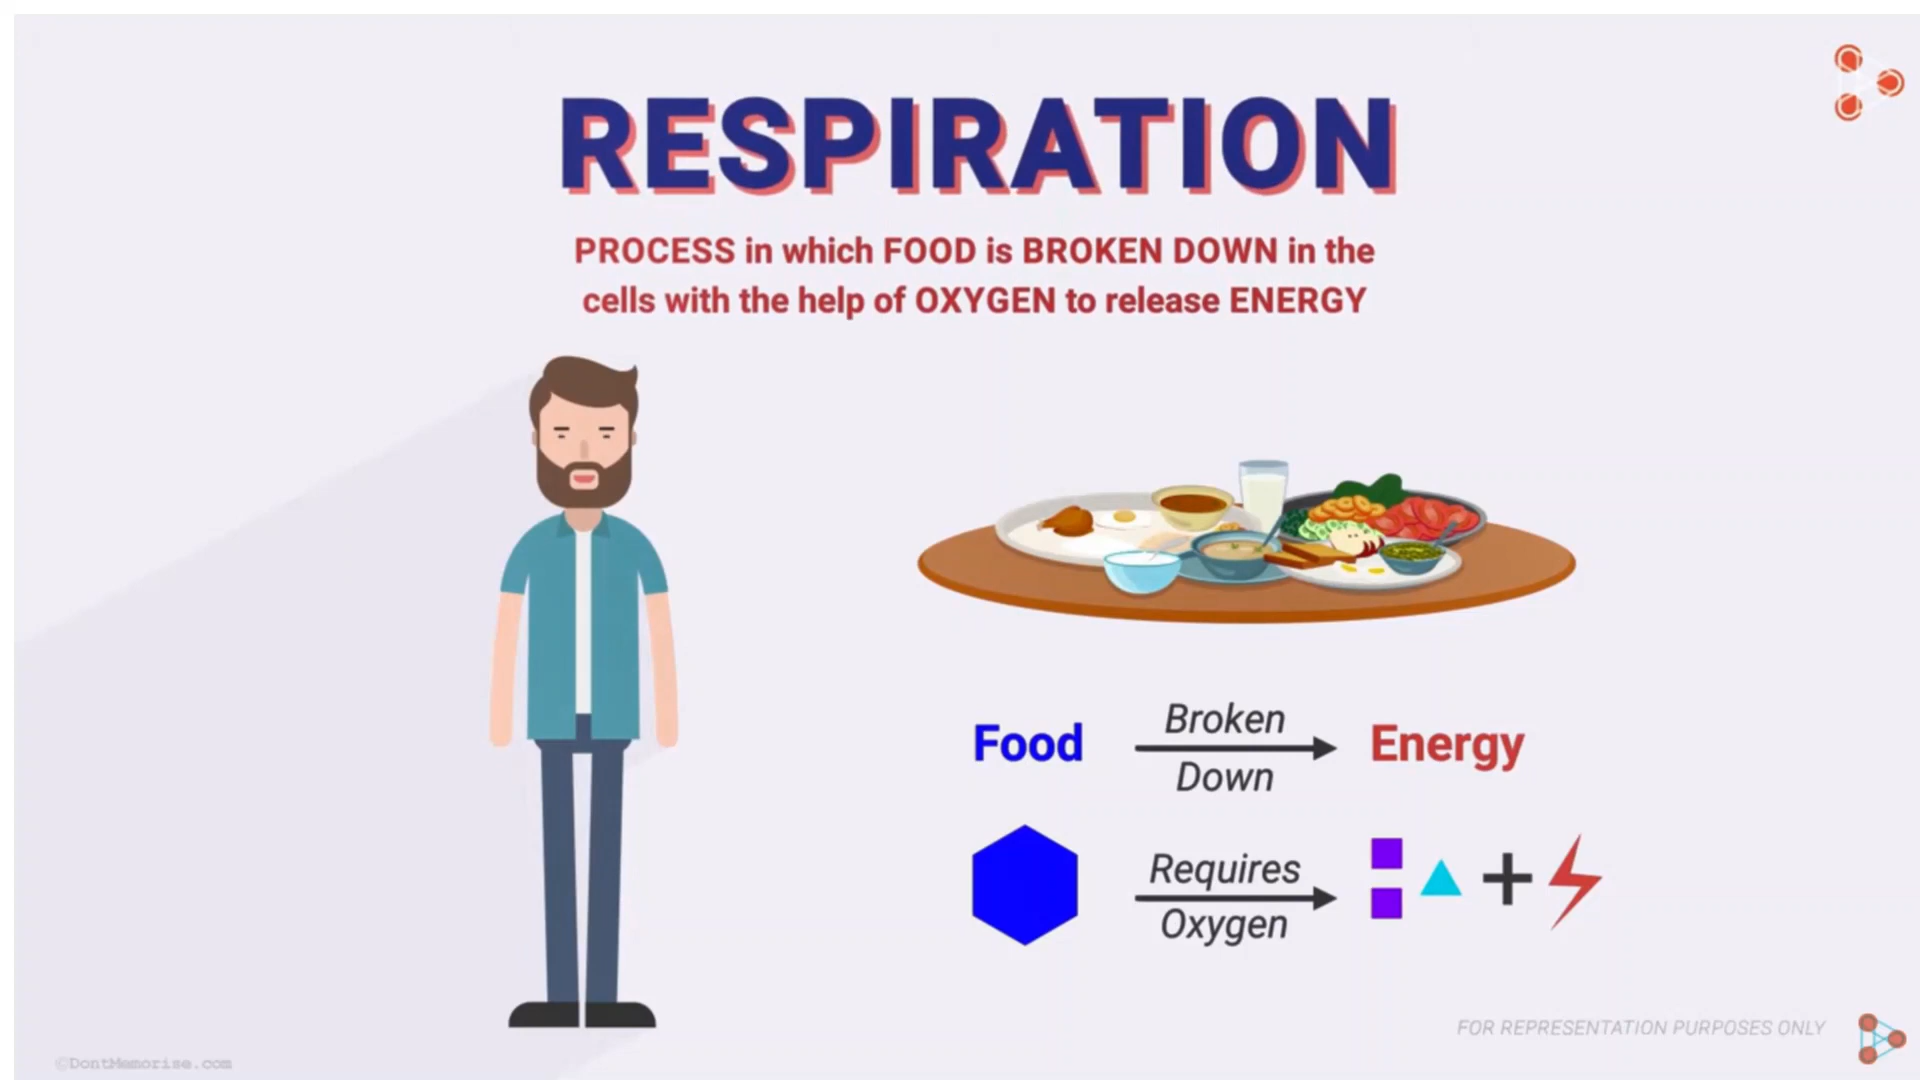 RESPIRATION
PROCESS in which FOOD is BROKEN DOWN in the
cells with the help of OXYGEN to release ENERGY
Food
Broken
Down
Energy
Requires
Oxygen
+
FOR REPRESENTATION PURPOSES ONLY
©DontMemorise.com